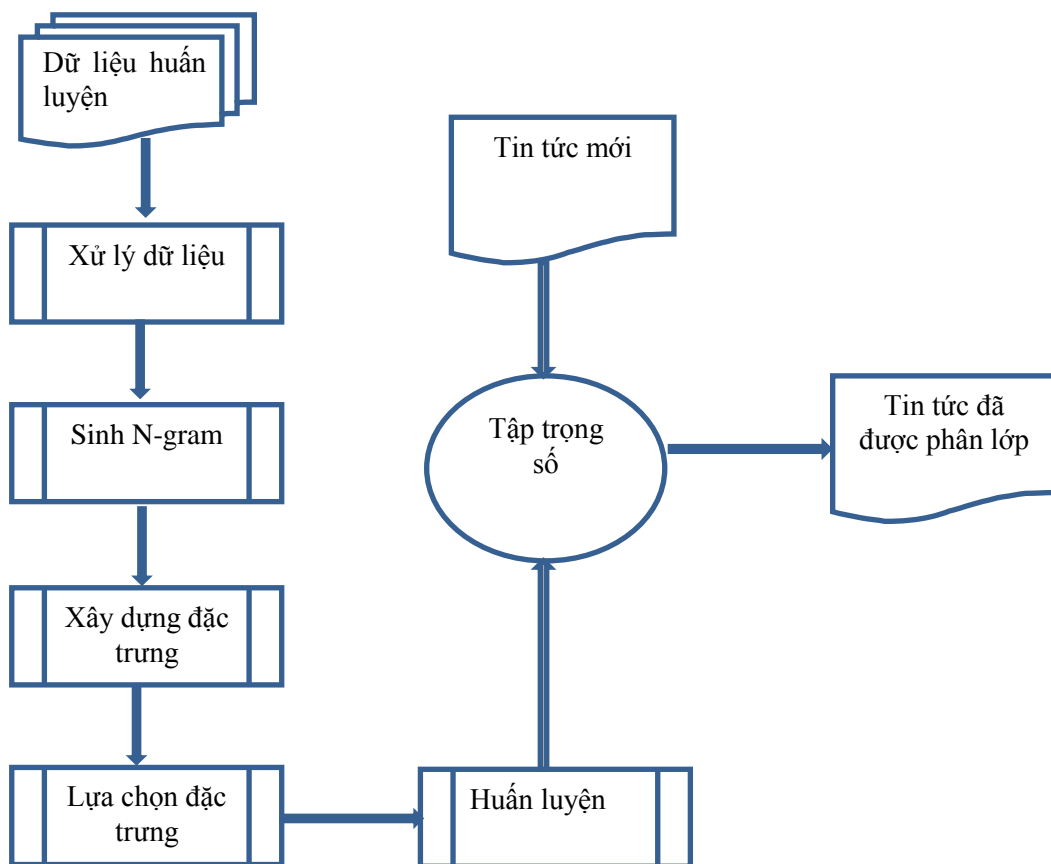 Dữ liệu huấn
luyện
Xử lý dữ liệu
Sinh N-gram
Xây dựng đặc
trưng
Lựa chọn đặc
trưng
Huấn luyện
Tin tức mới
Tập trọng
số
Tin tức đã
được phân lớp